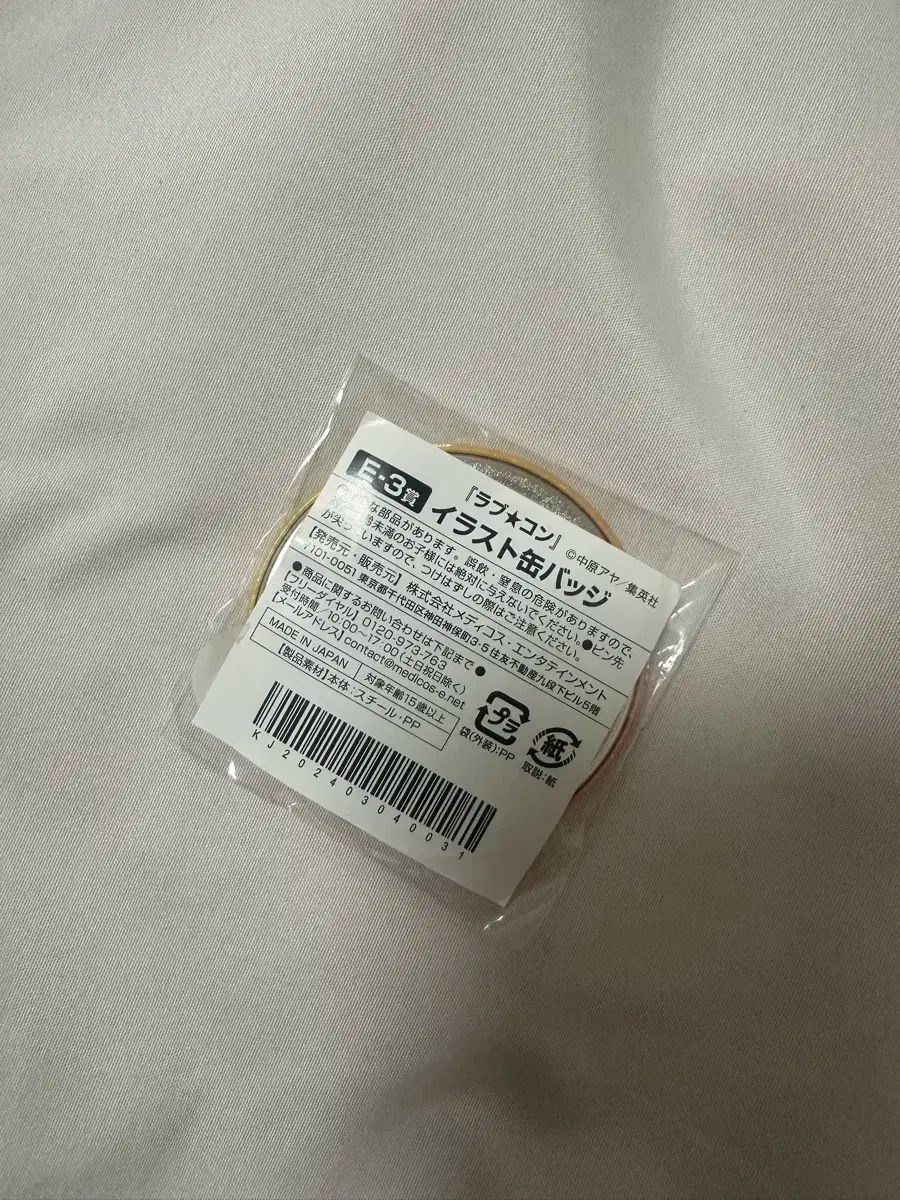 -3賞
『ラブ★コン』
イラスト缶バッジ
©中原アヤ/集英社
な部品があります。誤飲・窒息の危険がありますので、
未満のお子様には絶対に与えないでください。●ピン先
が尖っていますので、つけはずしの際はご注意ください。
【発売元・販売元】株式会社メディコス・エンタテインメント
〒101-0051 東京都千代田区神田神保町3-5住友不動産九段下ビル5階
●商品に関するお問い合わせは下記まで●
【フリーダイヤル】0120-973-763
受付時間 10:00〜17:00(土日祝日除く)
【メールアドレス】contact@medicos-e.net
MADE IN JAPAN
対象年齢15歳以上
【製品素材】本体:スチール・PP
プラ
袋(外装):PP
紙
取説:紙
KJ202403040031